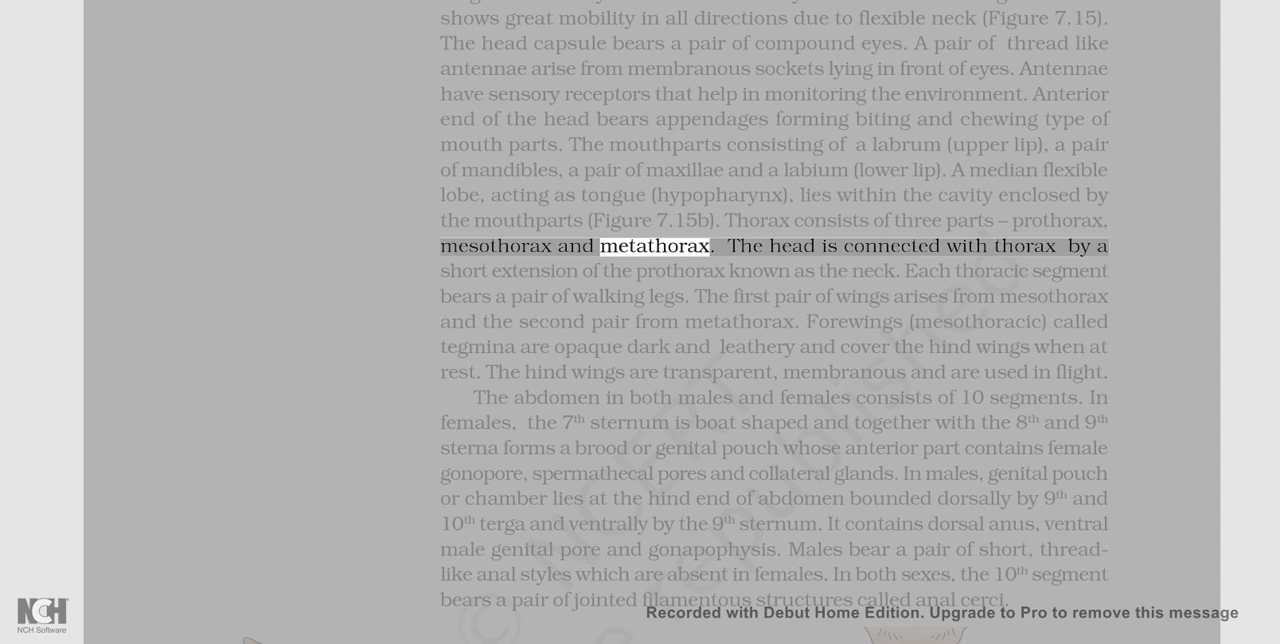 shows great mobility in all directions due to flexible neck (Figure 7.15).
The head capsule bears a pair of compound eyes. A pair of thread like
antennae arise from membranous sockets lying in front of eyes. Antennae
have sensory receptors that help in monitoring the environment. Anterior
end of the head bears appendages forming biting and chewing type of
mouth parts. The mouthparts consisting of a labrum (upper lip), a pair
of mandibles, a pair of maxillae and a labium (lower lip). A median flexible
lobe, acting as tongue (hypopharynx), lies within the cavity enclosed by
the mouthparts (Figure 7.15b). Thorax consists of three parts – prothorax,
mesothorax and metathorax. The head is connected with thorax by a
short extension of the prothorax known as the neck. Each thoracic segment
bears a pair of walking legs. The first pair of wings arises from mesothorax
and the second pair from metathorax. Forewings (mesothoracic) called
tegmina are opaque dark and leathery and cover the hind wings when at
rest. The hind wings are transparent, membranous and are used in flight.
The abdomen in both males and females consists of 10 segments. In
females, the 7th sternum is boat shaped and together with the 8th and 9th
sterna forms a brood or genital pouch whose anterior part contains female
gonopore, spermathecal pores and collateral glands. In males, genital pouch
or chamber lies at the hind end of abdomen bounded dorsally by 9th and
10th terga and ventrally by the 9th sternum. It contains dorsal anus, ventral
male genital pore and gonapophysis. Males bear a pair of short, thread-
like anal styles which are absent in females. In both sexes, the 10th segment
bears a pair of jointed filamentous structures called anal cerci.
© NCERT
republished
NCH
NCH Software
Recorded with Debut Home Edition. Upgrade to Pro to remove this message